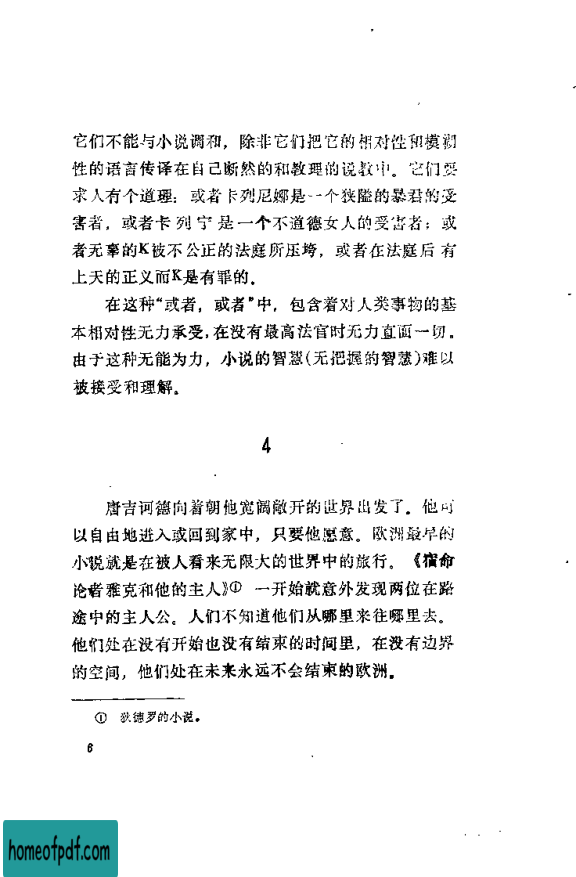 它们不能与小说调和，除非它们把它的相对性和模糊
性的语言传译在自己断然的和教理的说教中。它们要
求人有个道理：或者卡列尼娜是一个狭隘的暴君的受
害者，或者卡列宁是一个不道德女人的受害者；或
者无辜的K被不公正的法庭所压垮，或者在法庭后有
上天的正义而K是有罪的。
在这种“或者，或者”中，包含着对人类事物的基
本相对性无力承受，在没有最高法官时无力直面一切。
由于这种无能为力，小说的智慧(无把握的智慧)难以
被接受和理解。
4
唐吉诃德向着朝他宽阔敞开的世界出发了。他可
以自由地进入或回到家中，只要他愿意。欧洲最早的
小说就是在被人看来无限大的世界中的旅行。《宿命
论者雅克和他的主人》① 一开始就意外发现两位在路
途中的主人公。人们不知道他们从哪里来往哪里去。
他们处在没有开始也没有结束的时间里，在没有边界
的空间，他们处在未来永远不会结束的欧洲。
① 狄德罗的小说。
6
homeofpdf.com